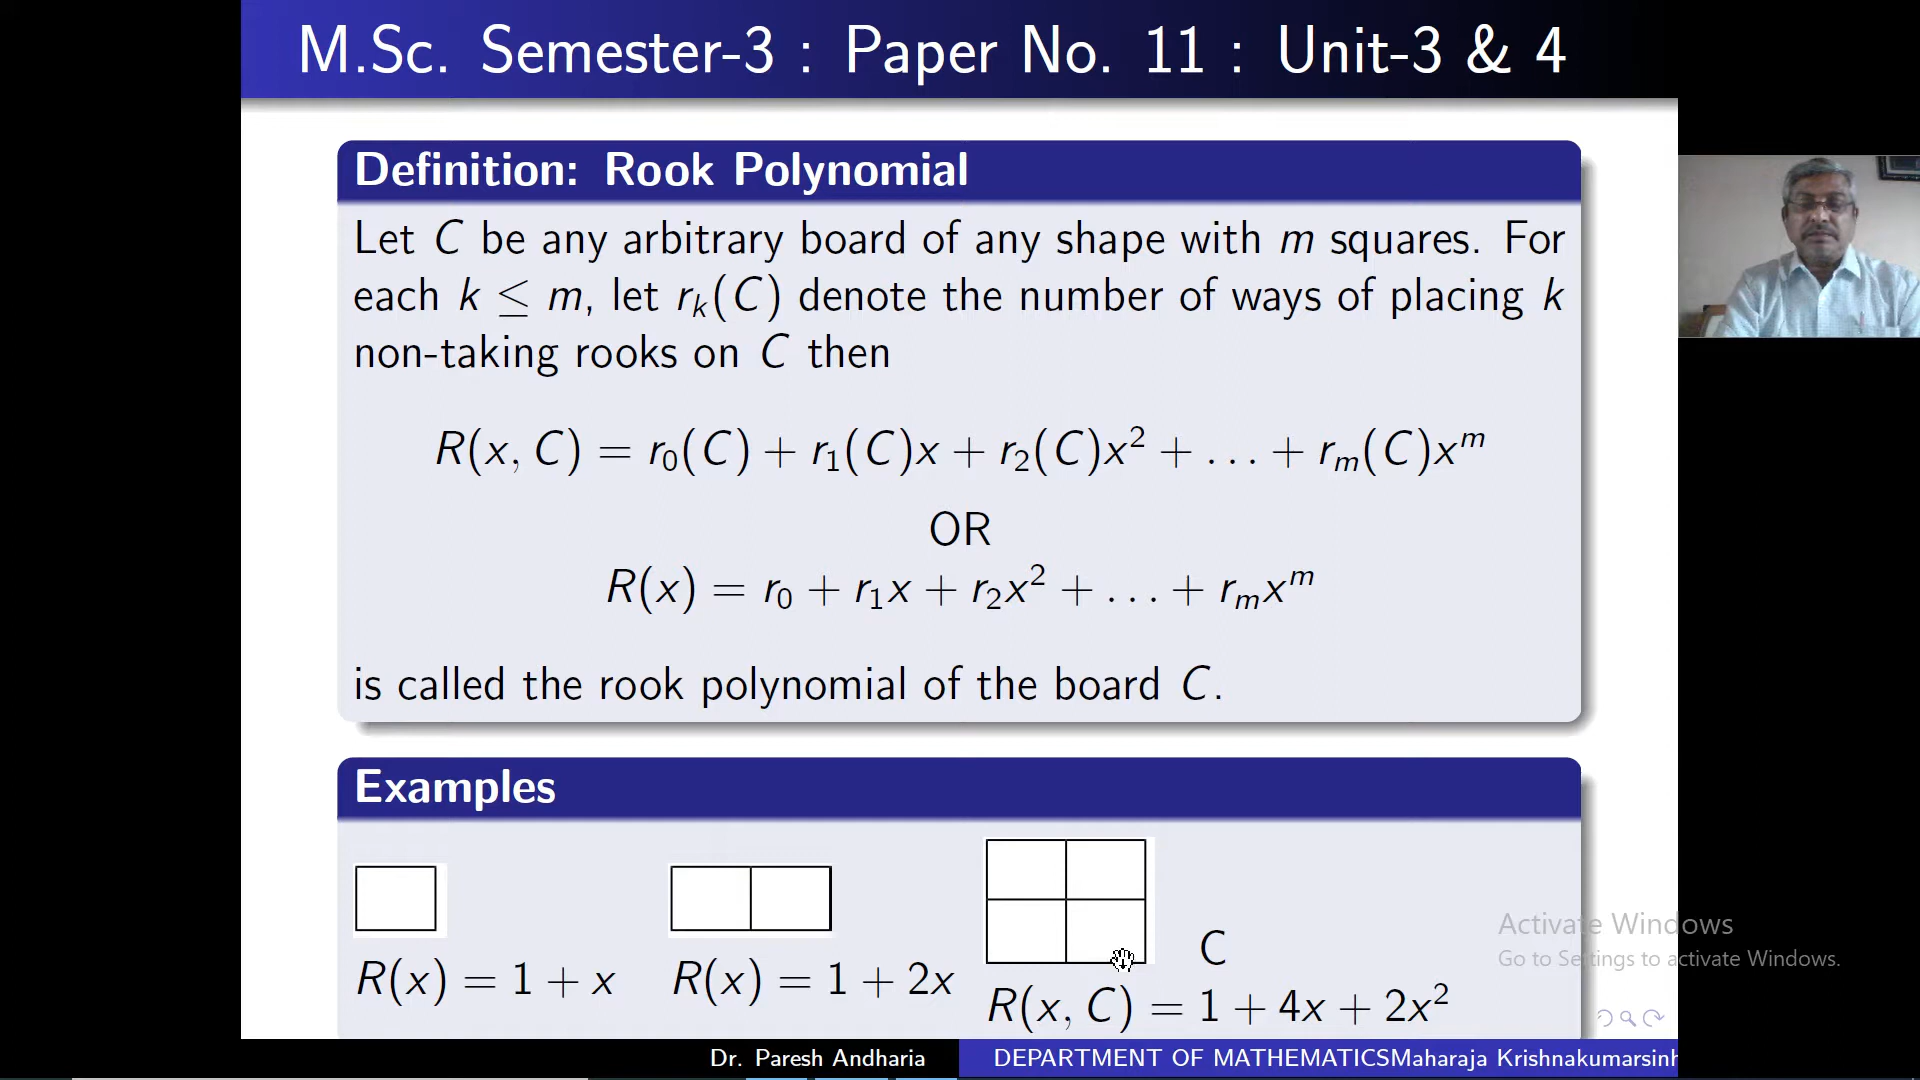 M.Sc. Semester-3 : Paper No. 11 : Unit-3 & 4
Definition: Rook Polynomial
Let C be any arbitrary board of any shape with m squares. For
each k ≤ m, let r_k(C) denote the number of ways of placing k
non-taking rooks on C then
R(x, C) = r_0(C) + r_1(C)x + r_2(C)x^2 + ... + r_m(C)x^m
OR
R(x) = r_0 + r_1x + r_2x^2 + ... + r_mx^m
is called the rook polynomial of the board C.
Examples
C
R(x) = 1 + x
R(x) = 1 + 2x
R(x, C) = 1 + 4x + 2x^2
Activate Windows
Go to Settings to activate Windows.
Dr. Paresh Andharia
DEPARTMENT OF MATHEMATICSMaharaja Krishnakumarsinh